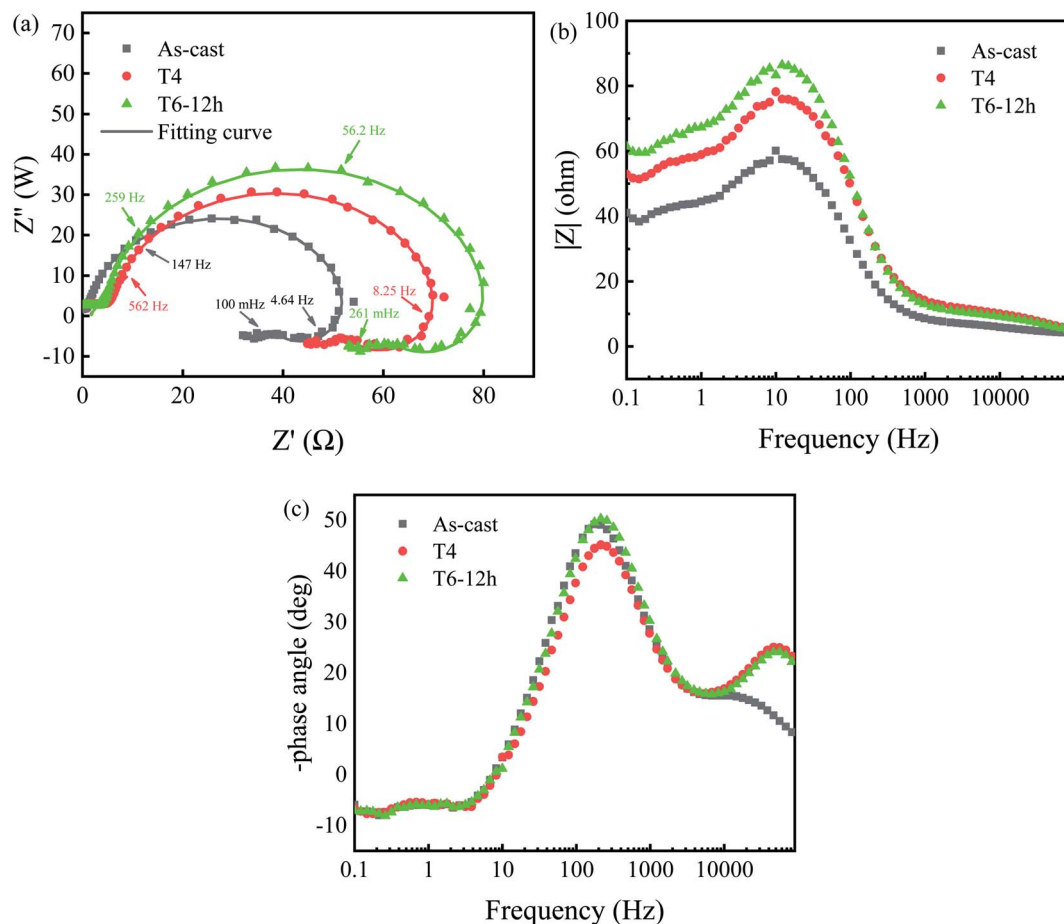 (a)
Z'' (W)
70
60
50
40
30
20
10
0
-10
As-cast
T4
T6-12h
Fitting curve
56.2 Hz
259 Hz
147 Hz
562 Hz
100 mHz
4.64 Hz
8.25 Hz
261 mHz
0 20 40 60 80
Z' (Ω)
(b)
|Z| (ohm)
100
80
60
40
20
0
As-cast
T4
T6-12h
0.1 1 10 100 1000 10000
Frequency (Hz)
(c)
-phase angle (deg)
50
40
30
20
10
0
-10
As-cast
T4
T6-12h
0.1 1 10 100 1000 10000
Frequency (Hz)